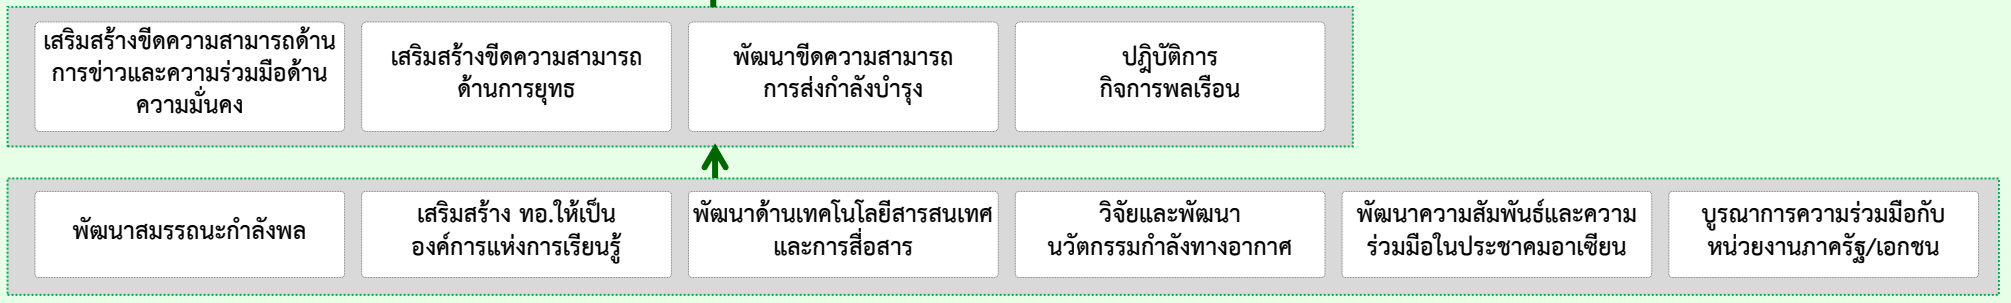 เสริมสร้างขีดความสามารถด้าน
การข่าวและความร่วมมือด้าน
ความมั่นคง
เสริมสร้างขีดความสามารถ
ด้านการยุทธ
พัฒนาขีดความสามารถ
การส่งกำลังบำรุง
ปฎิบัติการ
กิจการพลเรือน
พัฒนาสมรรถนะกำลังพล
เสริมสร้าง ทอ.ให้เป็น
องค์การแห่งการเรียนรู้
พัฒนาด้านเทคโนโลยีสารสนเทศ
และการสื่อสาร
วิจัยและพัฒนา
นวัตกรรมกำลังทางอากาศ
พัฒนาความสัมพันธ์และความ
ร่วมมือในประชาคมอาเซียน
บูรณาการความร่วมมือกับ
หน่วยงานภาครัฐ/เอกชน